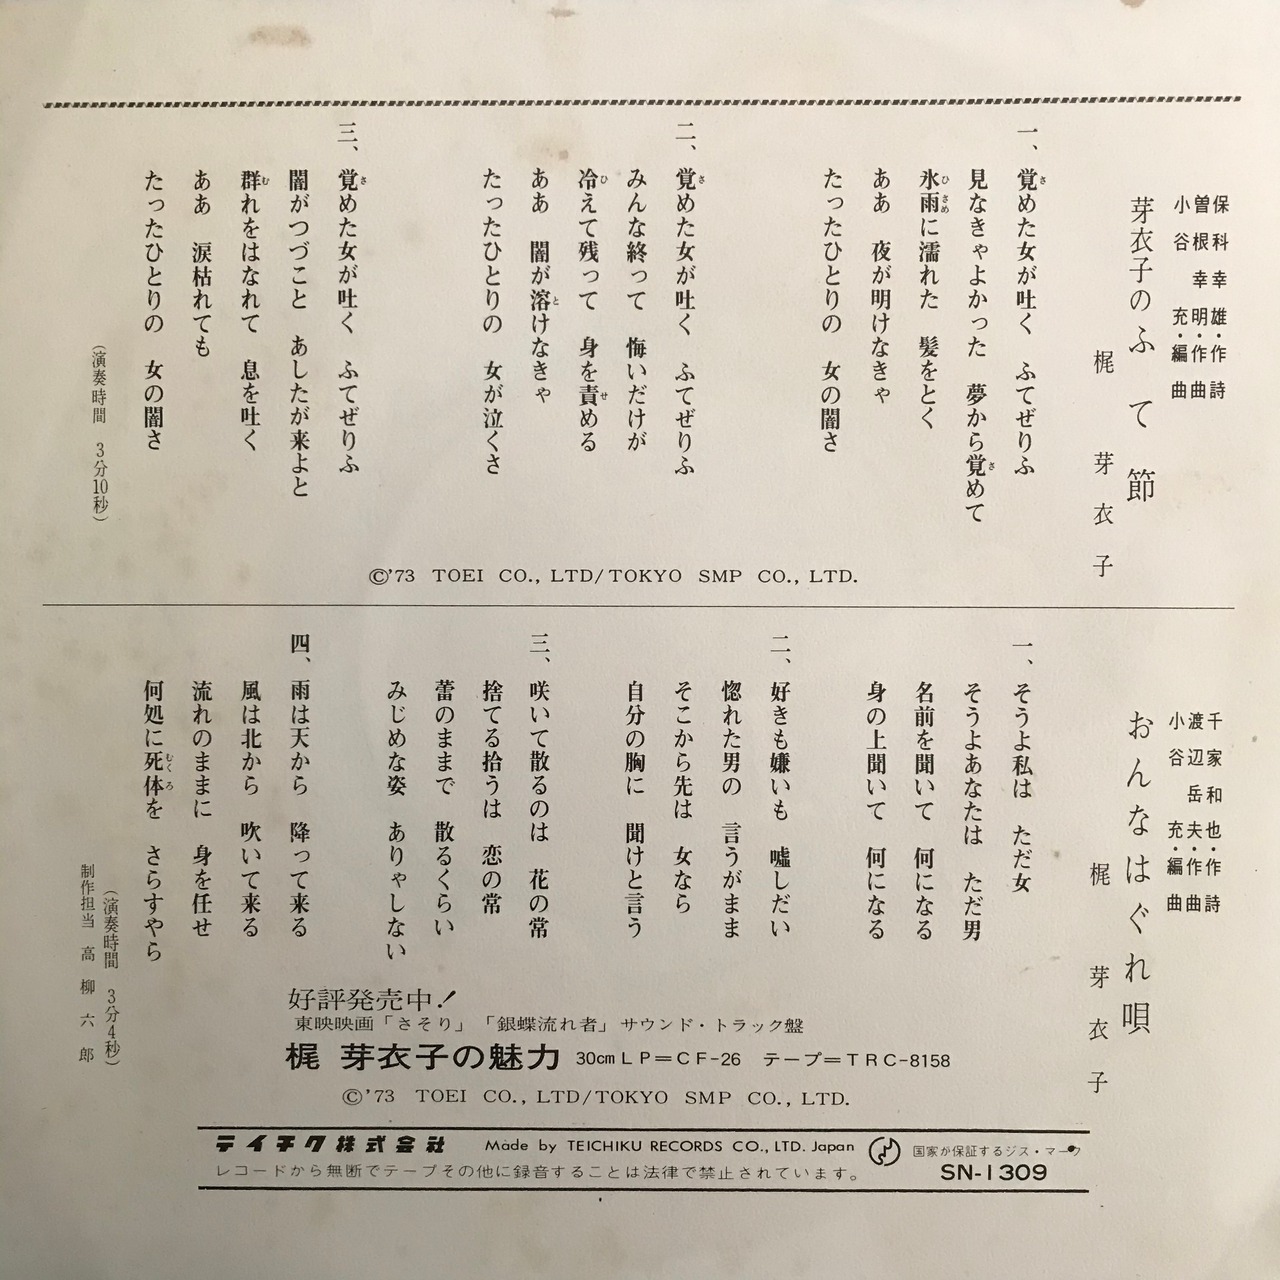 保科幸雄・作詩
曽根幸明・作曲
小谷充・編曲
芽衣子のふて節
梶芽衣子
一、覚めた女が吐く　ふてぜりふ
見なきゃよかった　夢から覚めて
氷雨に濡れた　髪をとく
ああ　夜が明けなきゃ
たったひとりの　女の闇さ
二、覚めた女が吐く　ふてぜりふ
みんな終って　悔いだけが
冷えて残って　身を責める
ああ　闇が溶けなきゃ
たったひとりの　女が泣くさ
三、覚めた女が吐く　ふてぜりふ
闇がつづこと　あしたが来よと
群れをはなれて　息を吐く
ああ　涙枯れても
たったひとりの　女の闇さ
（演奏時間　3分10秒）
©'73 TOEI CO., LTD/TOKYO SMP CO., LTD.
千家和也・作詩
渡辺岳夫・作曲
小谷充・編曲
おんなはぐれ唄
梶芽衣子
一、そうよ私は　ただ女
そうよあなたは　ただ男
名前を聞いて　何になる
身の上聞いて　何になる
二、好きも嫌いも　嘘しだい
惚れた男の　言うがまま
そこから先は　女なら
自分の胸に　聞けと言う
三、咲いて散るのは　花の常
捨てる拾うは　恋の常
蕾のままで　散るくらい
みじめな姿　ありゃしない
四、雨は天から　降って来る
風は北から　吹いて来る
流れのままに　身を任せ
何処に死体を　さらすやら
（演奏時間　3分4秒）
制作担当　高柳六郎
好評発売中！
東映映画「さそり」「銀蝶流れ者」サウンド・トラック盤
梶 芽衣子の魅力 30cmLP＝CF-26　テープ＝TRC-8158
©'73 TOEI CO., LTD/TOKYO SMP CO., LTD.
テイチク株式会社　Made by TEICHIKU RECORDS CO., LTD. Japan
国家が保証するジス・マーク
レコードから無断でテープその他に録音することは法律で禁止されています。
SN-1309